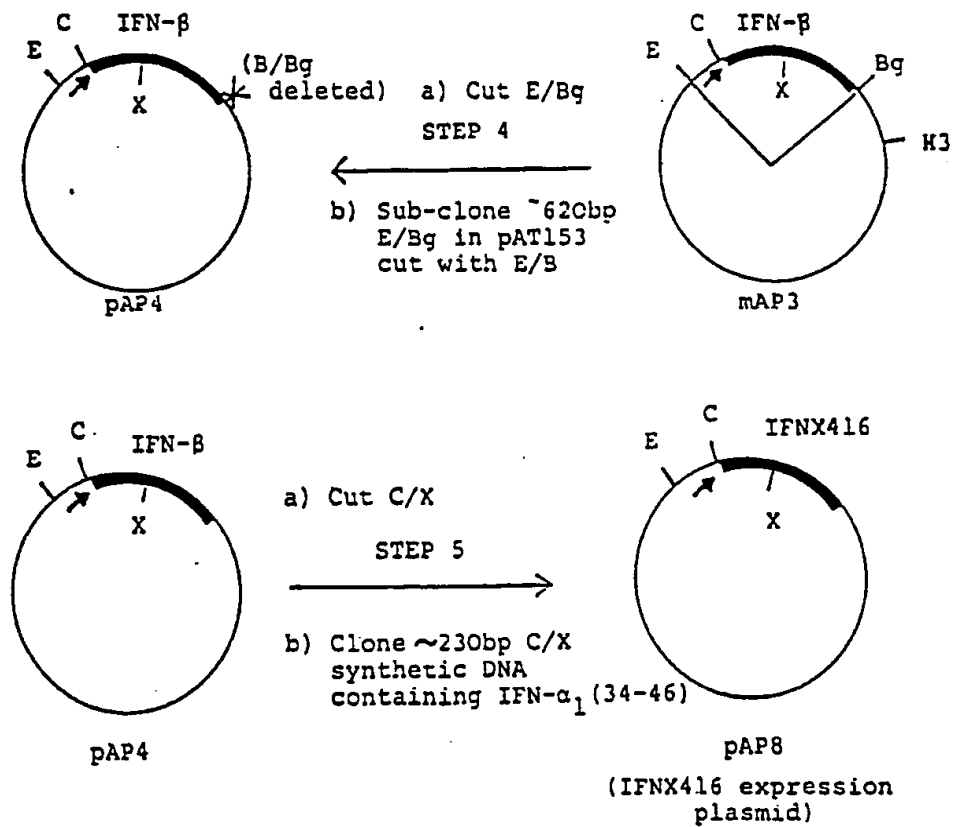 C IFN-β
E
(B/Bg
deleted)
X
pAP4
a) Cut E/Bg
STEP 4
b) Sub-clone ~620bp
E/Bg in pAT153
cut with E/B
IFN-β
C
E
Bg
X
H3
mAP3
C IFN-β
E
X
pAP4
a) Cut C/X
STEP 5
b) Clone ~230bp C/X
synthetic DNA
containing IFN-α1(34-46)
C IFNX416
E
X
pAP8
(IFNX416 expression
plasmid)